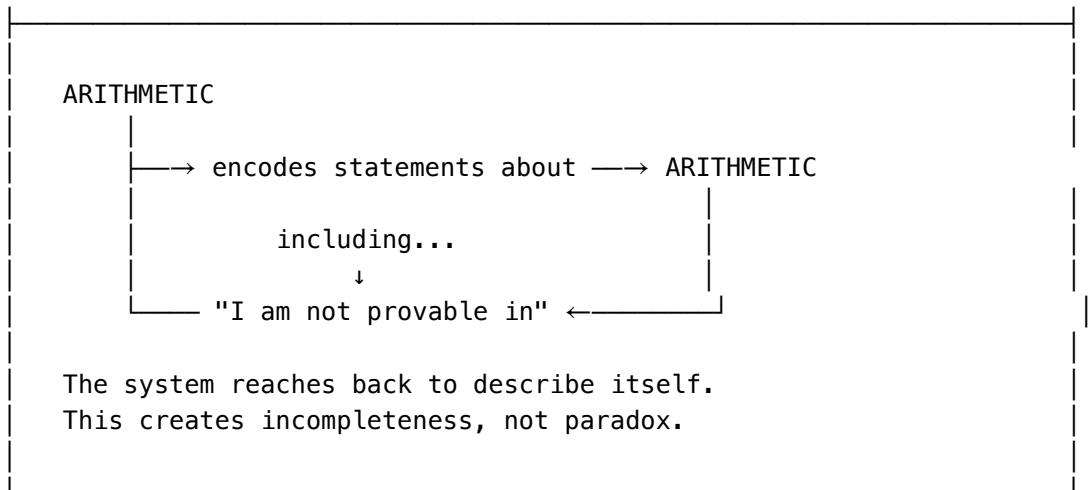 ARITHMETIC
encodes statements about → ARITHMETIC
including...
"I am not provable in"
The system reaches back to describe itself.
This creates incompleteness, not paradox.